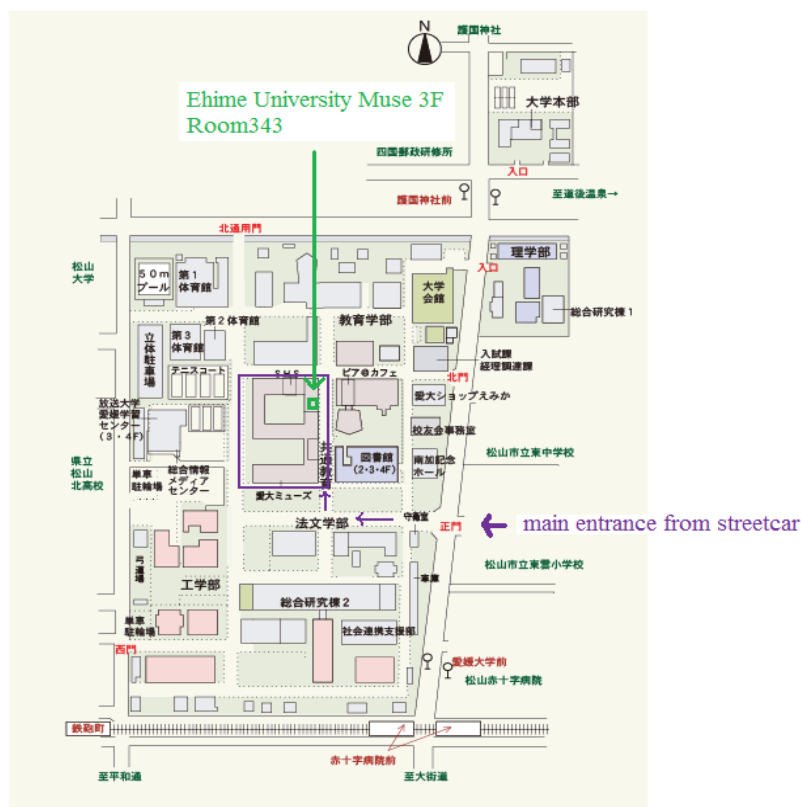 護国神社
N
大学本部
Ehime University Muse 3F
Room343
四国郵政研修所
入口
護国神社前
至道後温泉→
北通用門
松山
大学
50m
プール
第1
体育館
大学
会館
理学部
入口
総合研究棟1
第2体育館
教育学部
立体駐車場
第3
体育館
入試課
経理調達課
テニスコート
SHS
ピア@カフェ
北門
愛大ショップえみか
放送大学
愛媛学習
センター
(3・4F)
校友会事務室
共通教育
図書館
(2・3・4F)
南加記念
ホール
松山市立東中学校
県立
松山
北高校
単車
駐輪場
総合情報
メディア
センター
愛大ミューズ
法文学部
守衛室
正門
main entrance from streetcar
弓道場
松山市立東雲小学校
工学部
車庫
総合研究棟2
単車
駐輪場
社会連携支援部
西門
愛媛大学前
松山赤十字病院
鉄砲町
赤十字病院前
至平和通
至大街道